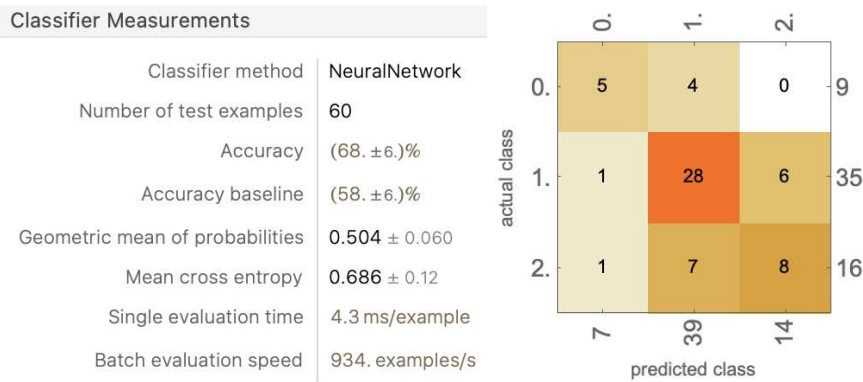 Classifier Measurements
Classifier method NeuralNetwork
Number of test examples 60
Accuracy (68. ±6.)%
Accuracy baseline (58. ±6.)%
Geometric mean of probabilities 0.504 ± 0.060
Mean cross entropy 0.686 ± 0.12
Single evaluation time 4.3 ms/example
Batch evaluation speed 934. examples/s
0. 1. 2.
0. 5 4 0 9
1. 1 28 6 35
2. 1 7 8 16
7 39 14
actual class
predicted class